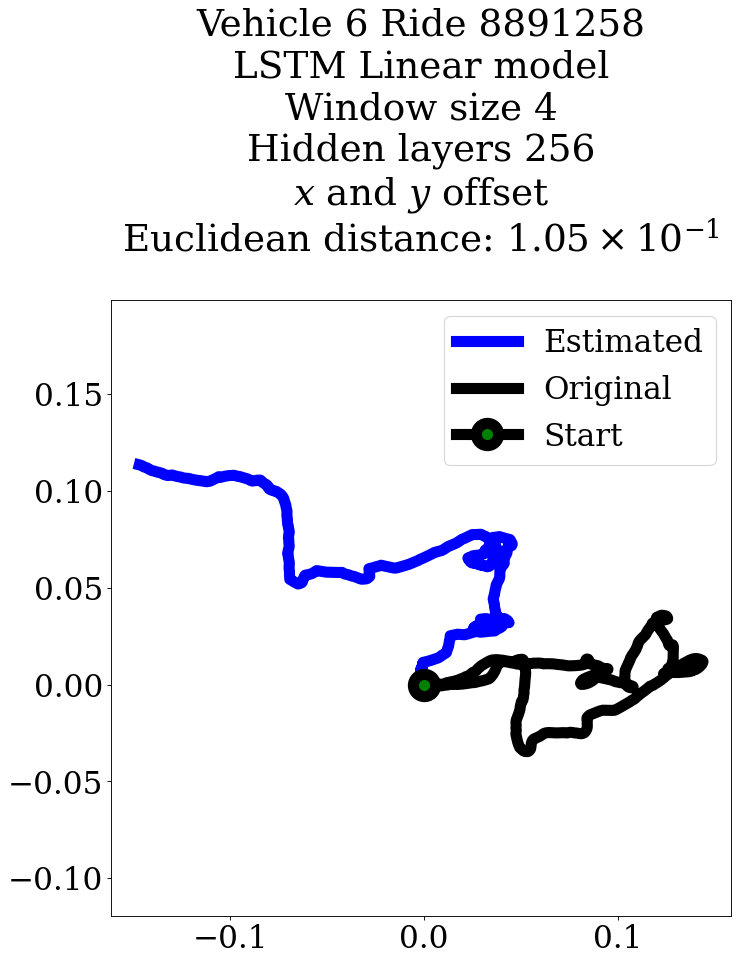 Vehicle 6 Ride 8891258
LSTM Linear model
Window size 4
Hidden layers 256
x and y offset
Euclidean distance: 1.05 × 10⁻¹
Estimated
Original
Start
0.15
0.10
0.05
0.00
−0.05
−0.10
−0.1
0.0
0.1